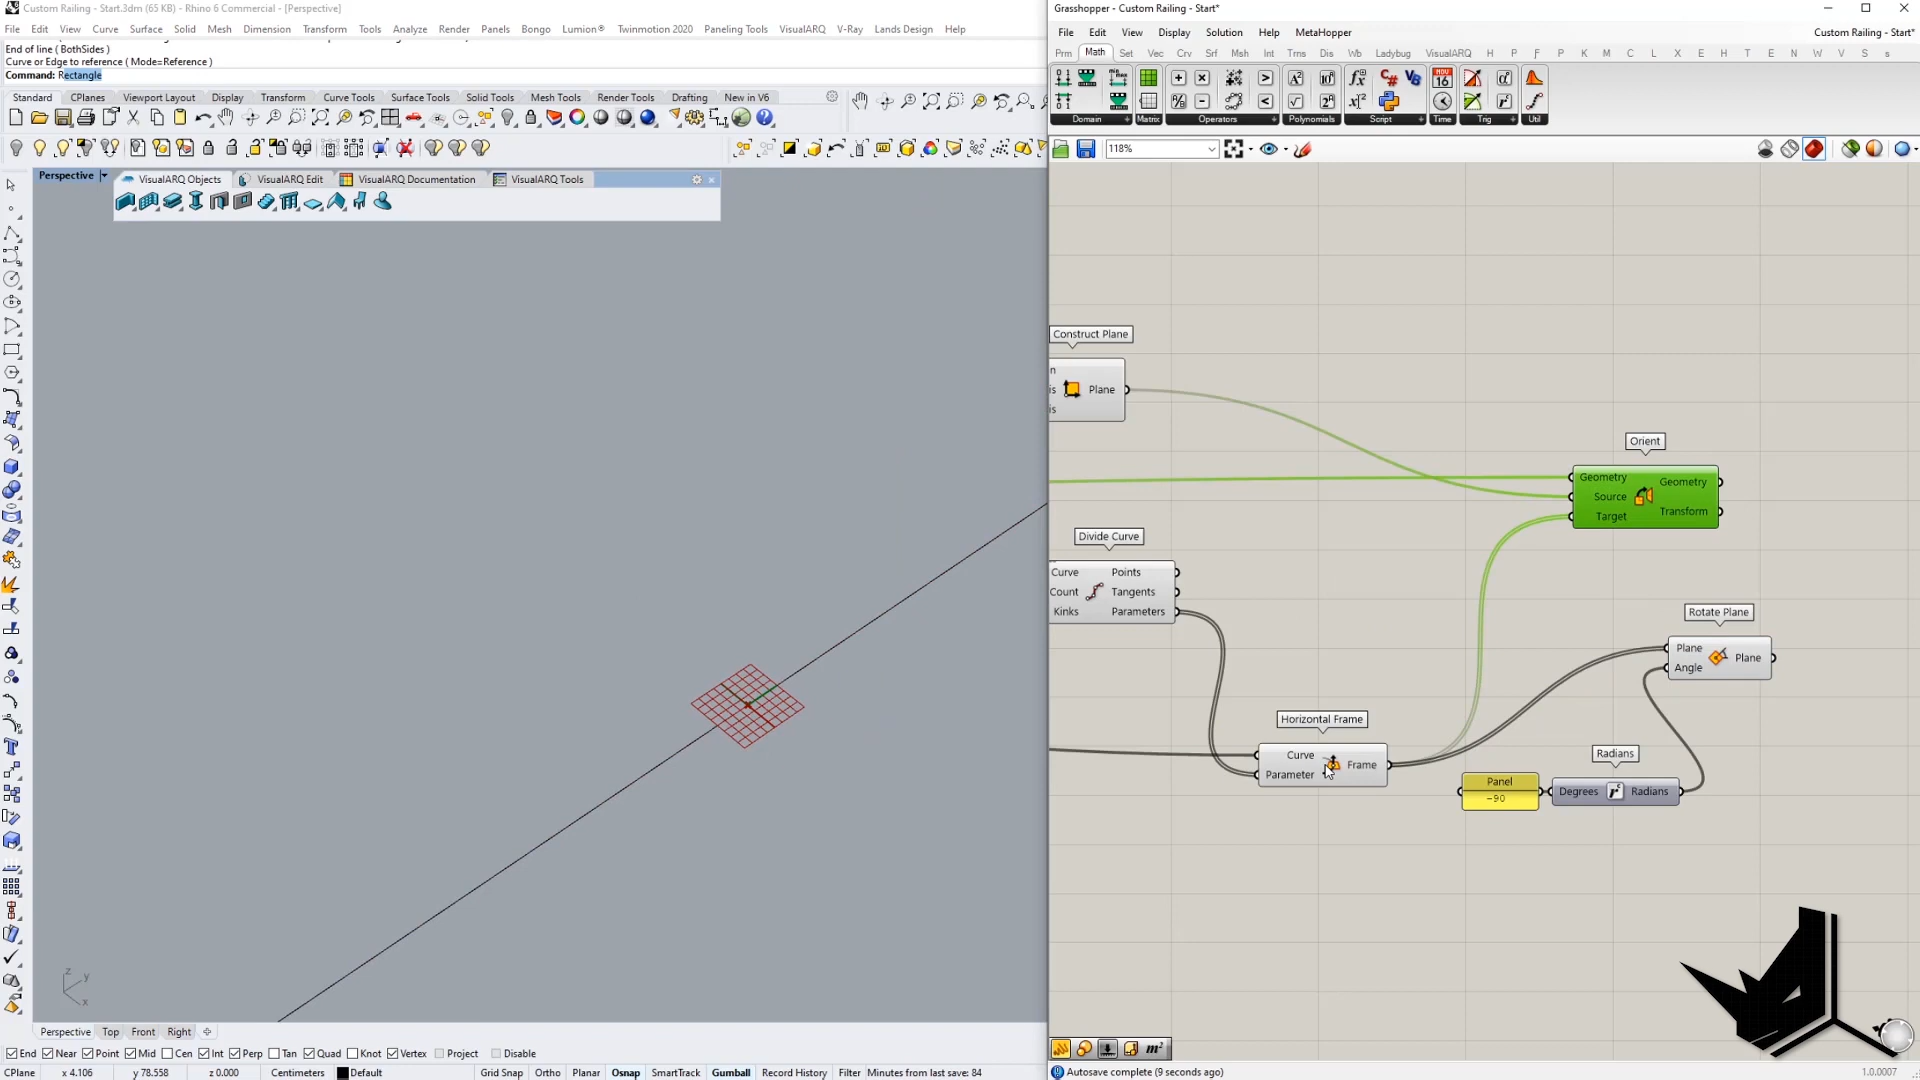 Custom Railing - Start.3dm (65 KB) - Rhino 6 Commercial - [Perspective]
File Edit View Curve Surface Solid Mesh Dimension Transform Tools Analyze Render Panels Bongo Lumion® Twinmotion 2020 Paneling Tools VisualARQ V-Ray Lands Design Help
End of line ( BothSides )
Curve or Edge to reference ( Mode=Reference )
Command: Rectangle
Standard CPlanes Viewport Layout Display Transform Curve Tools Surface Tools Solid Tools Mesh Tools Render Tools Drafting New in V6
Perspective
VisualARQ Objects VisualARQ Edit VisualARQ Documentation VisualARQ Tools
z y x
Perspective Top Front Right
End Near Point Mid Cen Int Perp Tan Quad Knot Vertex Project Disable
CPlane x 4.106 y 78.558 z 0.000 Centimeters Default Grid Snap Ortho Planar Osnap SmartTrack Gumball Record History Filter Minutes from last save: 84
Grasshopper - Custom Railing - Start*
File Edit View Display Solution Help MetaHopper Custom Railing - Start*
Prm Math Set Vec Crv Srf Msh Int Trns Dis Wb Ladybug VisualARQ H P F P K M C L X E H T E N W V S s
Domain Matrix Operators Polynomials Script Time Trig Util
118%
Construct Plane
n
is Plane
is
Orient
Geometry Geometry
Source
Target Transform
Divide Curve
Curve Points
Count Tangents
Kinks Parameters
Rotate Plane
Plane Plane
Angle
Horizontal Frame
Curve Frame
Parameter
Radians
Panel
-90
Degrees Radians
m²
Autosave complete (9 seconds ago) 1.0.0007